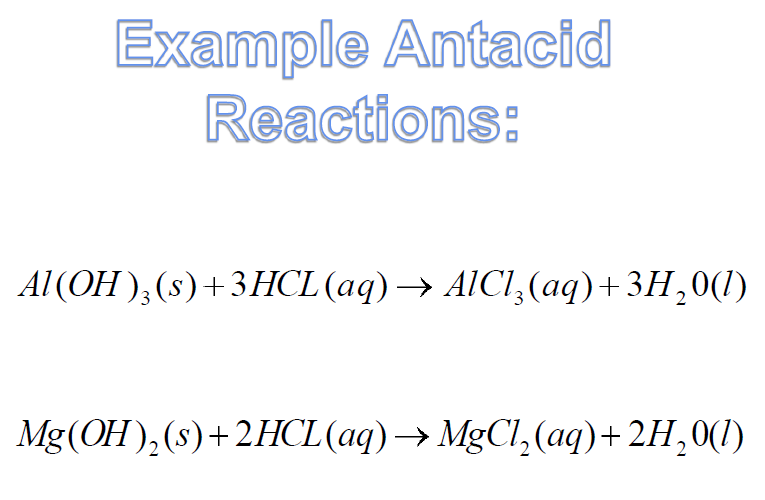 Example Antacid
Reactions:
Al(OH)₃(s)+3HCL(aq)→AlCl₃(aq)+3H₂0(l)
Mg(OH)₂(s)+2HCL(aq)→MgCl₂(aq)+2H₂0(l)